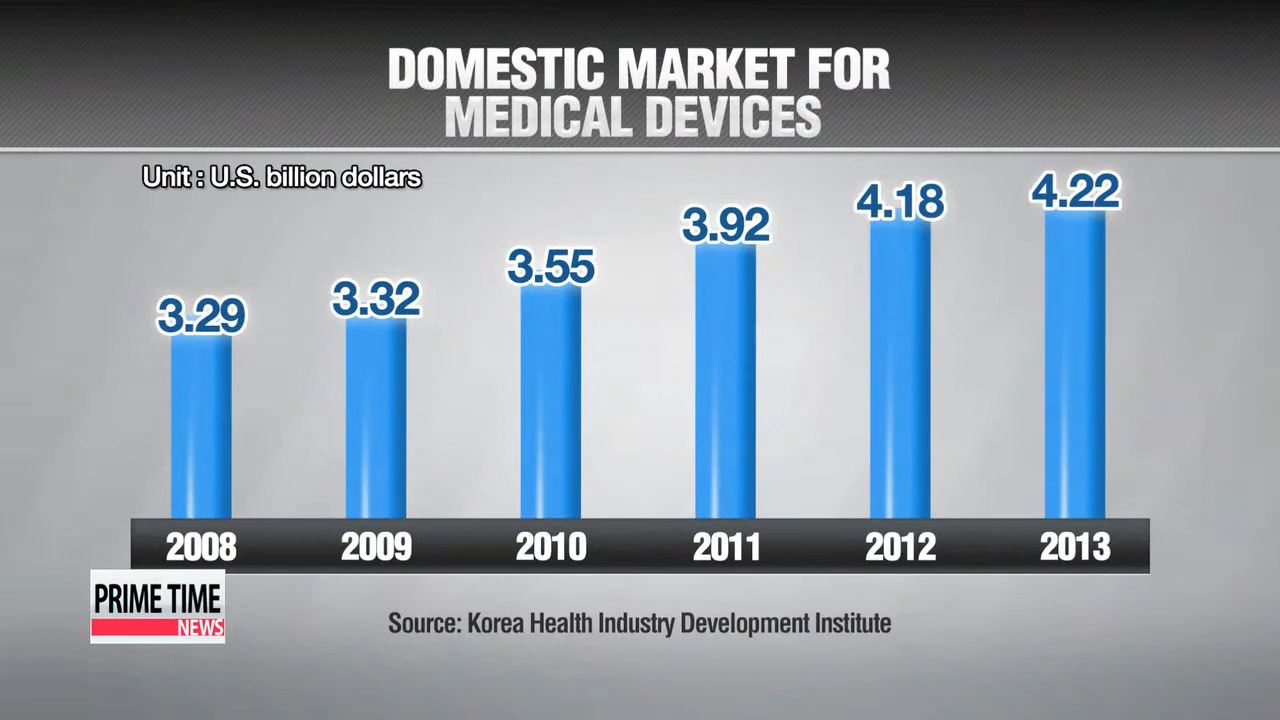 DOMESTIC MARKET FOR
MEDICAL DEVICES
Unit : U.S. billion dollars
3.29
3.32
3.55
3.92
4.18
4.22
2008
2009
2010
2011
2012
2013
PRIME TIME
NEWS
Source: Korea Health Industry Development Institute